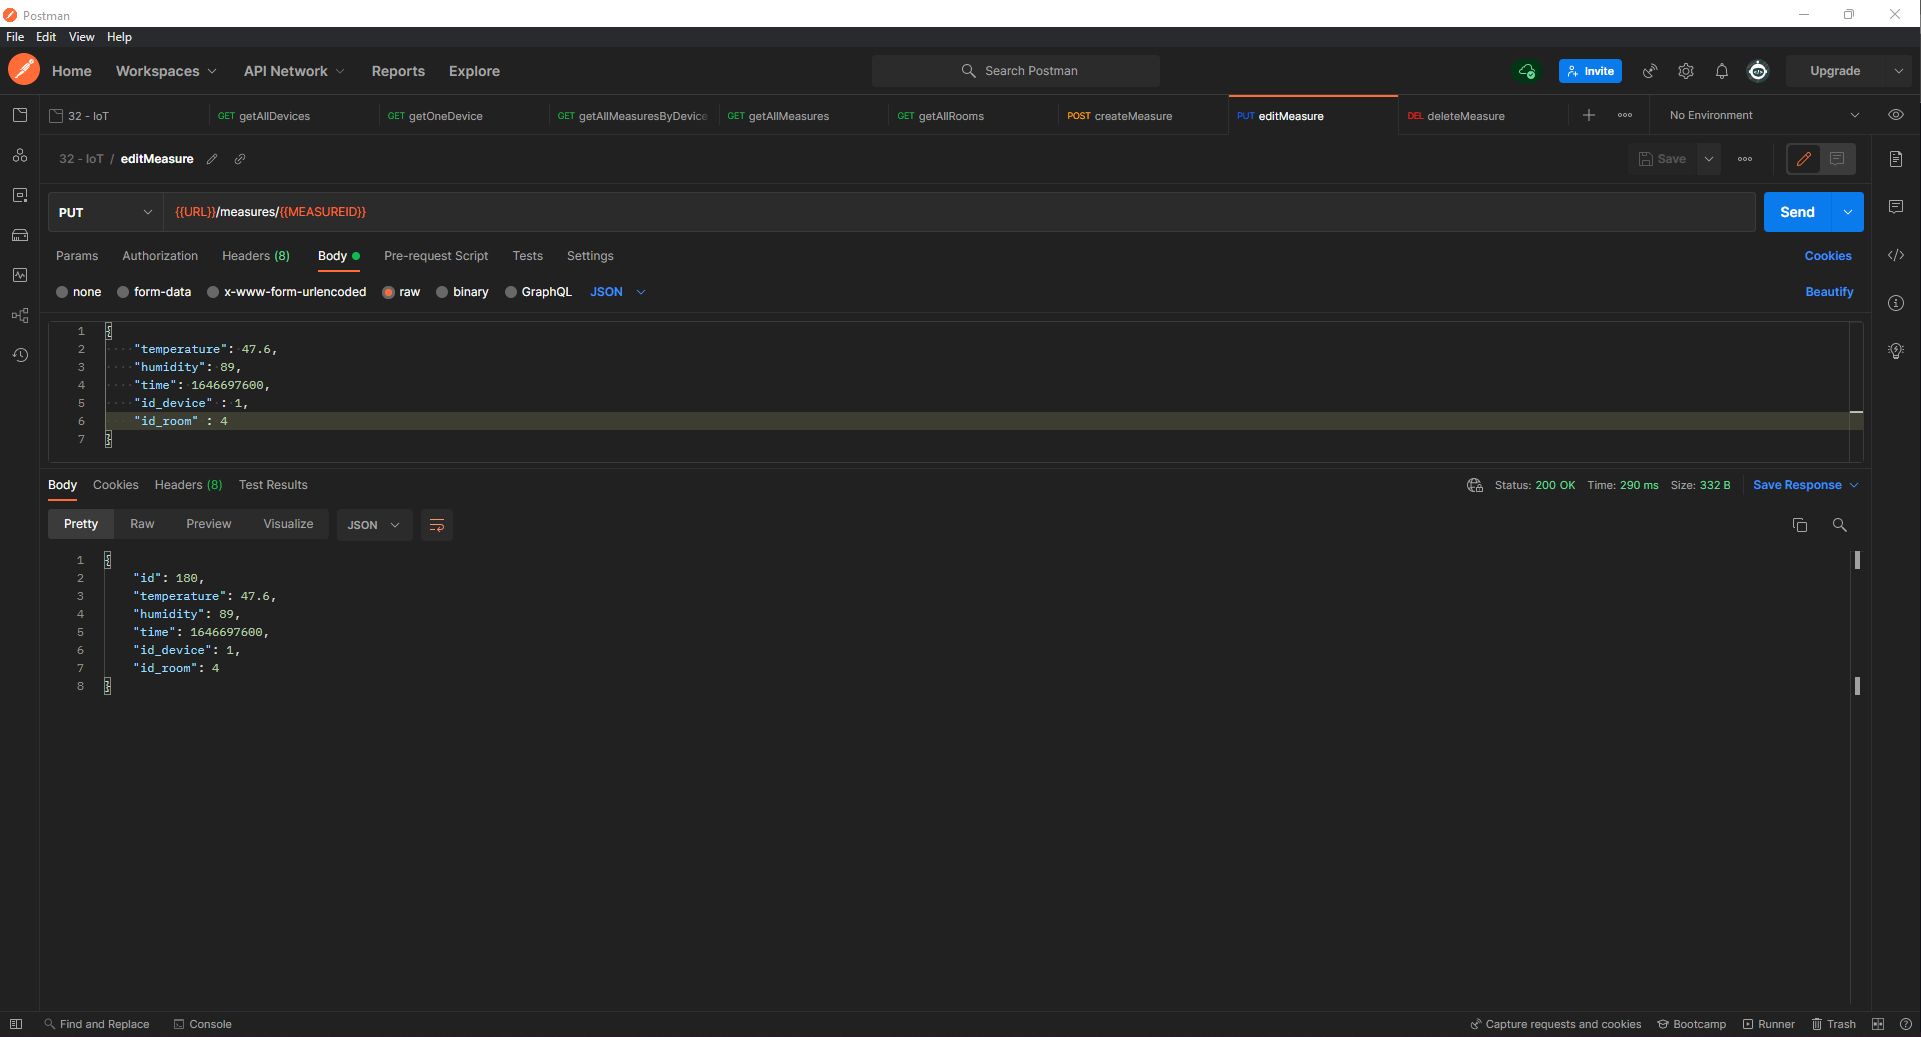 Postman
File Edit View Help
Home Workspaces API Network Reports Explore Search Postman Invite Upgrade
32 - IoT GET getAllDevices GET getOneDevice GET getAllMeasuresByDevice GET getAllMeasures GET getAllRooms POST createMeasure PUT editMeasure DEL deleteMeasure No Environment
32 - IoT / editMeasure Save
PUT {{URL}}/measures/{{MEASUREID}} Send
Params Authorization Headers (8) Body Pre-request Script Tests Settings Cookies
none form-data x-www-form-urlencoded raw binary GraphQL JSON Beautify
1 {
2 "temperature": 47.6,
3 "humidity": 89,
4 "time": 1646697600,
5 "id_device" : 1,
6 "id_room" : 4
7 }
Body Cookies Headers (8) Test Results Status: 200 OK Time: 290 ms Size: 332 B Save Response
Pretty Raw Preview Visualize JSON
1 {
2 "id": 180,
3 "temperature": 47.6,
4 "humidity": 89,
5 "time": 1646697600,
6 "id_device": 1,
7 "id_room": 4
8 }
Find and Replace Console Capture requests and cookies Bootcamp Runner Trash